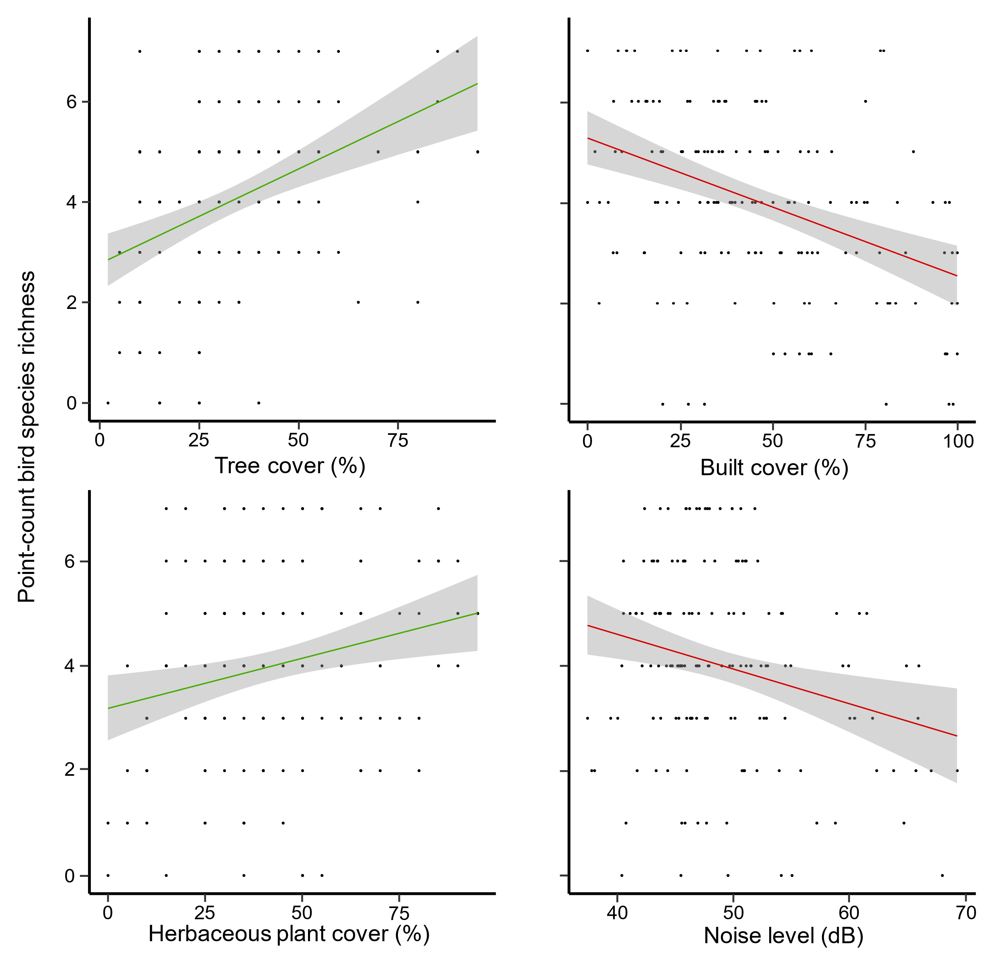 Point-count bird species richness
6
4
2
0
0 25 50 75
Tree cover (%)
0 25 50 75 100
Built cover (%)
6
4
2
0
0 25 50 75
Herbaceous plant cover (%)
40 50 60 70
Noise level (dB)